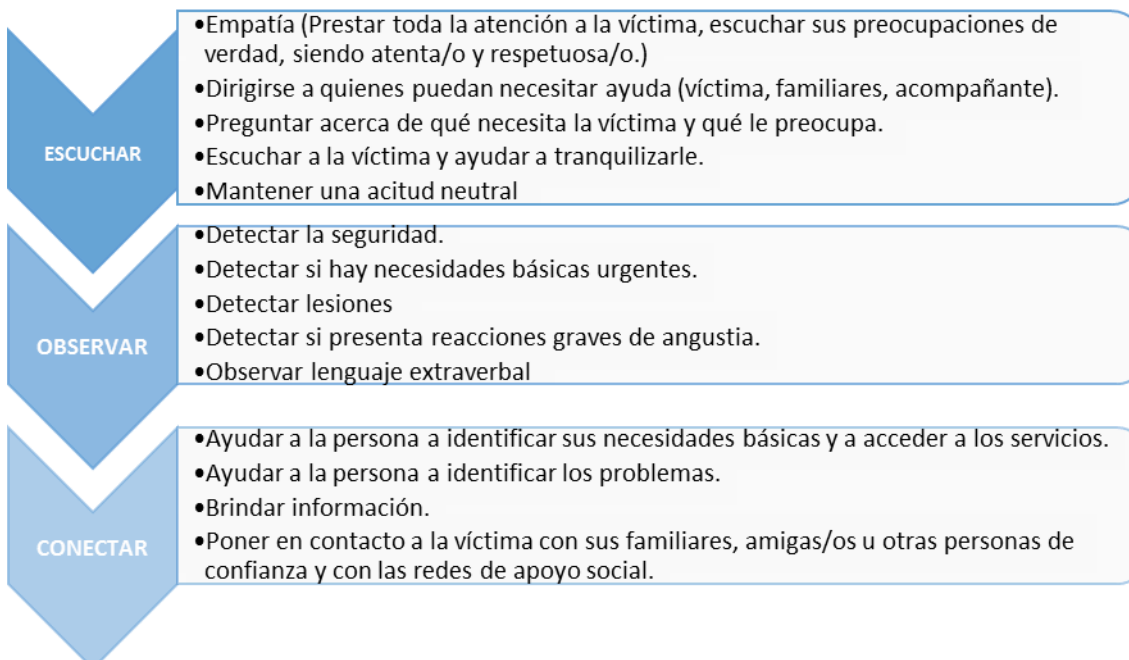 ESCUCHAR
•Empatía (Prestar toda la atención a la víctima, escuchar sus preocupaciones de
verdad, siendo atenta/o y respetuosa/o.)
•Dirigirse a quienes puedan necesitar ayuda (víctima, familiares, acompañante).
•Preguntar acerca de qué necesita la víctima y qué le preocupa.
•Escuchar a la víctima y ayudar a tranquilizarle.
•Mantener una acitud neutral
OBSERVAR
•Detectar la seguridad.
•Detectar si hay necesidades básicas urgentes.
•Detectar lesiones
•Detectar si presenta reacciones graves de angustia.
•Observar lenguaje extraverbal
CONECTAR
•Ayudar a la persona a identificar sus necesidades básicas y a acceder a los servicios.
•Ayudar a la persona a identificar los problemas.
•Brindar información.
•Poner en contacto a la víctima con sus familiares, amigas/os u otras personas de
confianza y con las redes de apoyo social.